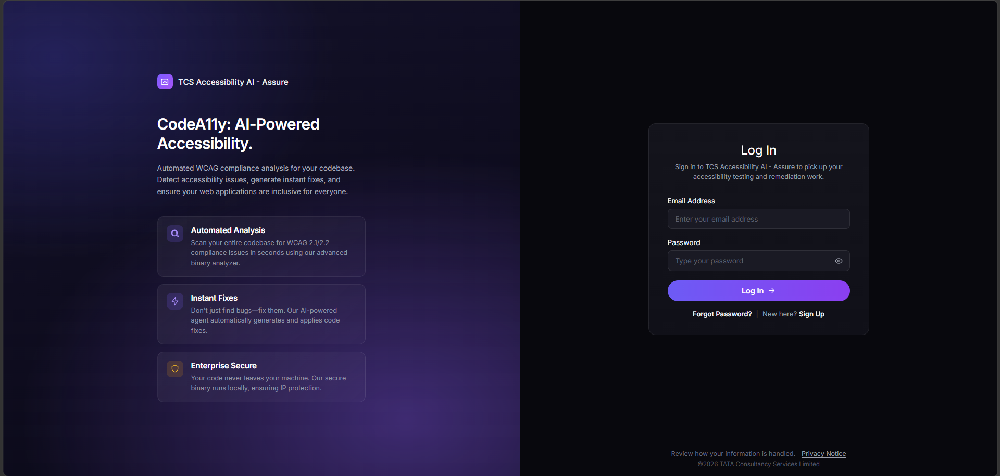 TCS Accessibility AI - Assure
CodeA11y: AI-Powered
Accessibility.
Automated WCAG compliance analysis for your codebase.
Detect accessibility issues, generate instant fixes, and
ensure your web applications are inclusive for everyone.
Automated Analysis
Scan your entire codebase for WCAG 2.1/2.2
compliance issues in seconds using our advanced
binary analyzer.
Instant Fixes
Don't just find bugs—fix them. Our AI-powered
agent automatically generates and applies code
fixes.
Enterprise Secure
Your code never leaves your machine. Our secure
binary runs locally, ensuring IP protection.
Log In
Sign in to TCS Accessibility AI - Assure to pick up your
accessibility testing and remediation work.
Email Address
Enter your email address
Password
Type your password
Log In →
Forgot Password? | New here? Sign Up
Review how your information is handled. Privacy Notice
©2026 TATA Consultancy Services Limited